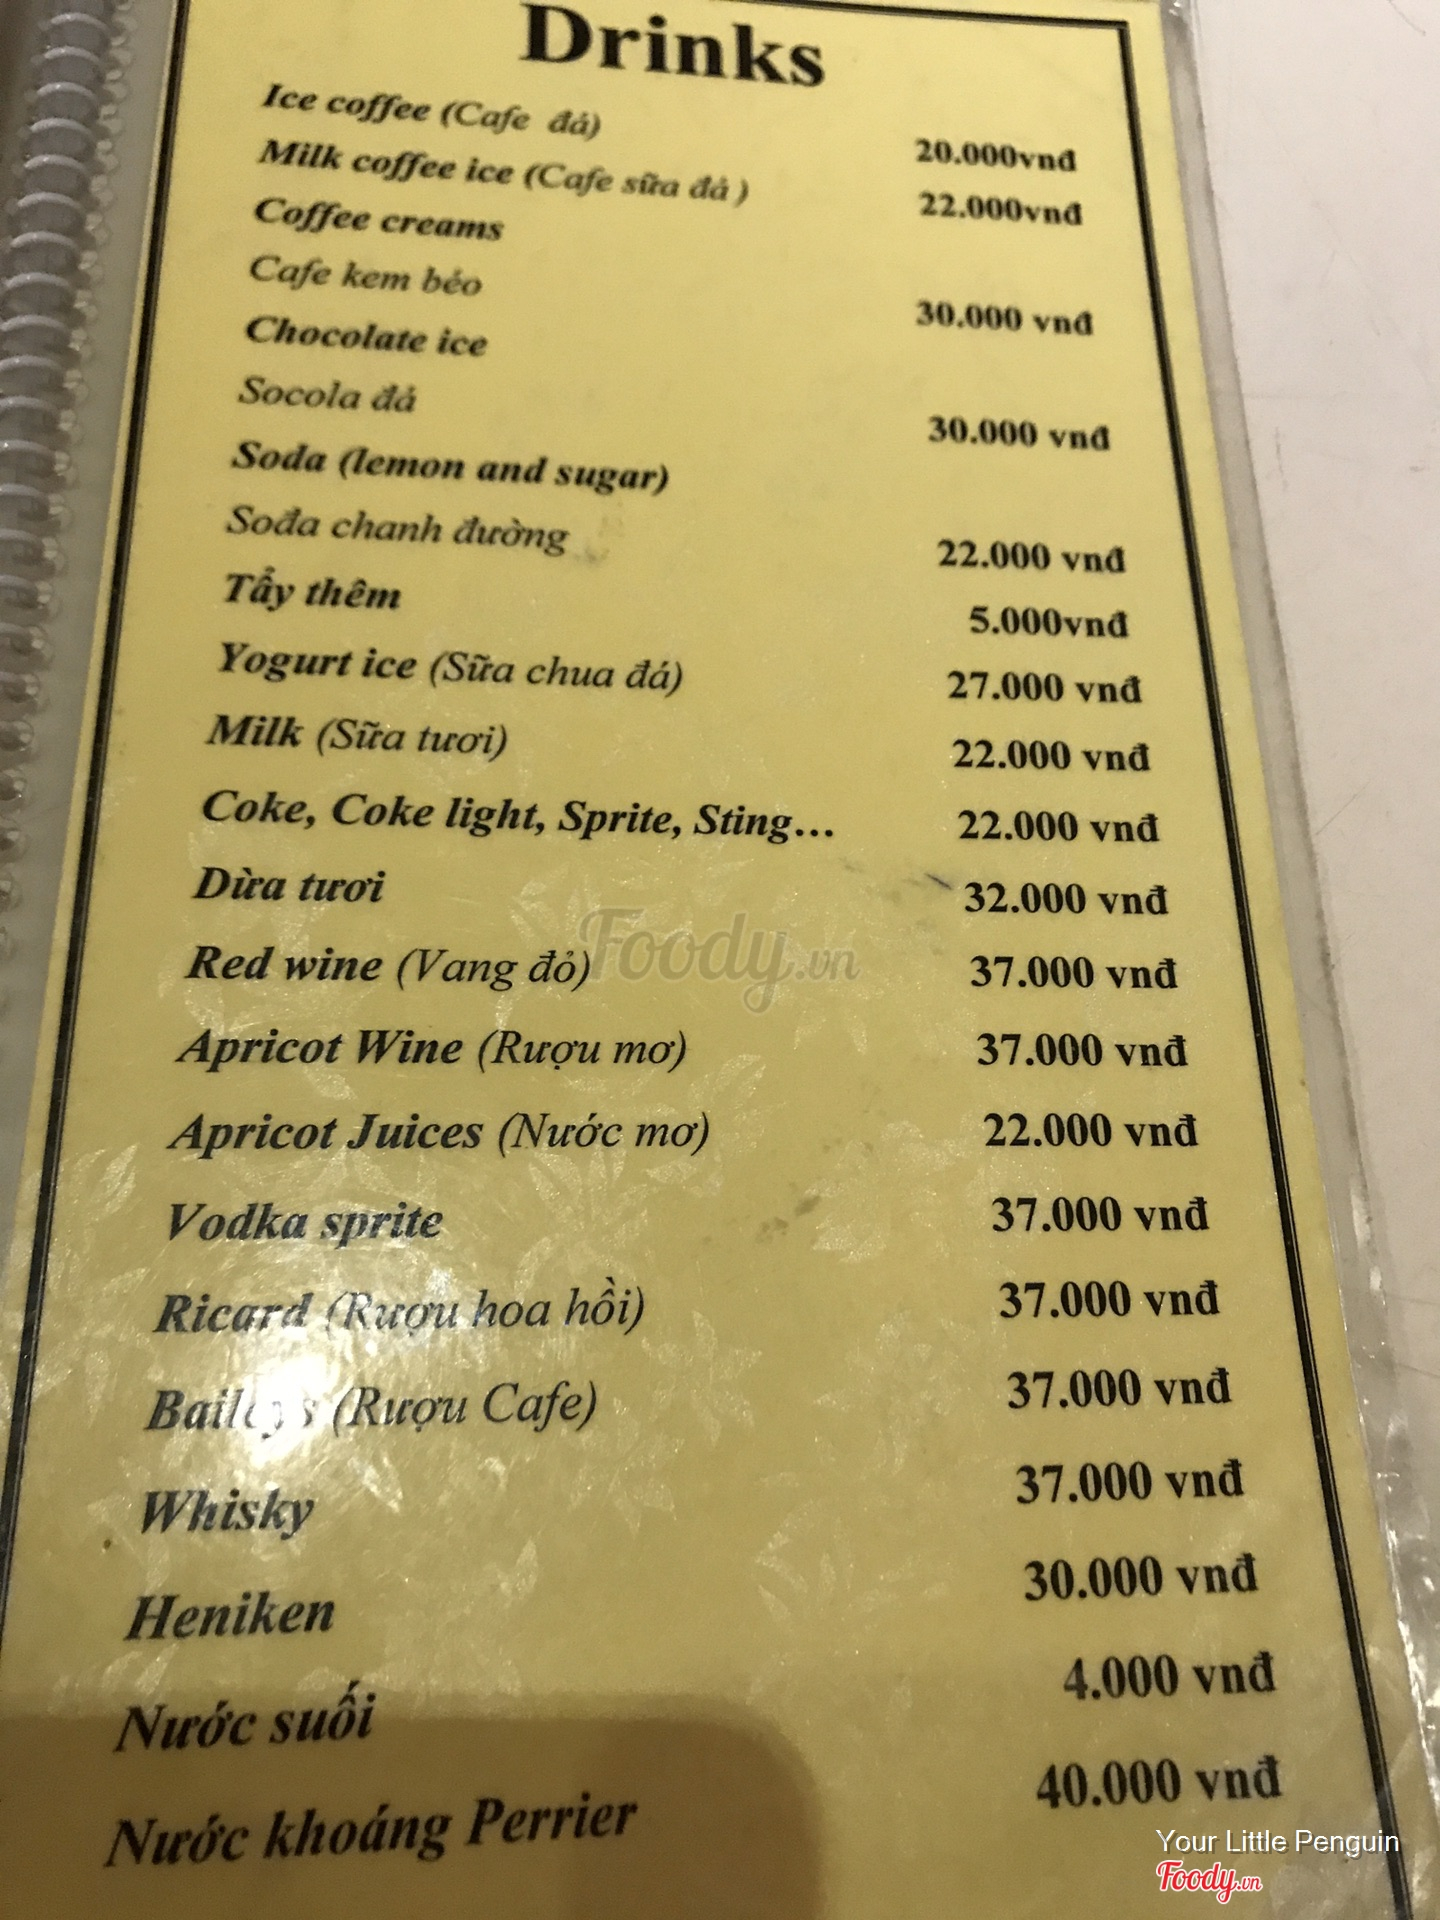 Drinks
Ice coffee (Cafe đá) 20.000vnđ
Milk coffee ice (Cafe sữa đá ) 22.000vnđ
Coffee creams
Cafe kem béo 30.000 vnđ
Chocolate ice
Socola đá 30.000 vnđ
Soda (lemon and sugar)
Soda chanh đường 22.000 vnđ
Tẩy thêm 5.000vnđ
Yogurt ice (Sữa chua đá) 27.000 vnđ
Milk (Sữa tươi) 22.000 vnđ
Coke, Coke light, Sprite, Sting... 22.000 vnđ
Dừa tươi 32.000 vnđ
Red wine (Vang đỏ) 37.000 vnđ
Apricot Wine (Rượu mơ) 37.000 vnđ
Apricot Juices (Nước mơ) 22.000 vnđ
Vodka sprite 37.000 vnđ
Ricard (Rượu hoa hồi) 37.000 vnđ
Baileys (Rượu Cafe) 37.000 vnđ
Whisky 37.000 vnđ
Heniken 30.000 vnđ
Nước suối 4.000 vnđ
Nước khoáng Perrier 40.000 vnđ
Foody.vn
Your Little Penguin
Foody.vn